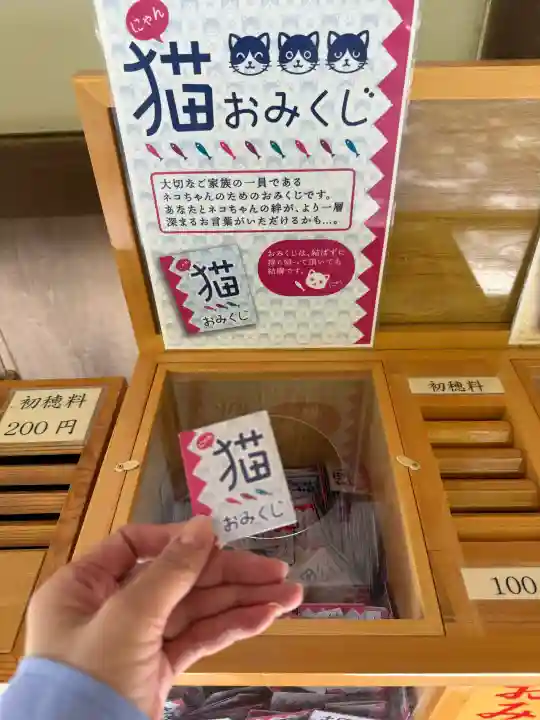 にゃん
猫
おみくじ
大切なご家族の一員である
ネコちゃんのためのおみくじです。
あなたとネコちゃんの絆が、より一層
深まるお言葉がいただけるかも…。
おみくじは、結ばずに
持ち帰って頂いても
結構です。
猫
おみくじ
初穂料
200円
初穂料
猫
おみくじ
100
おみ